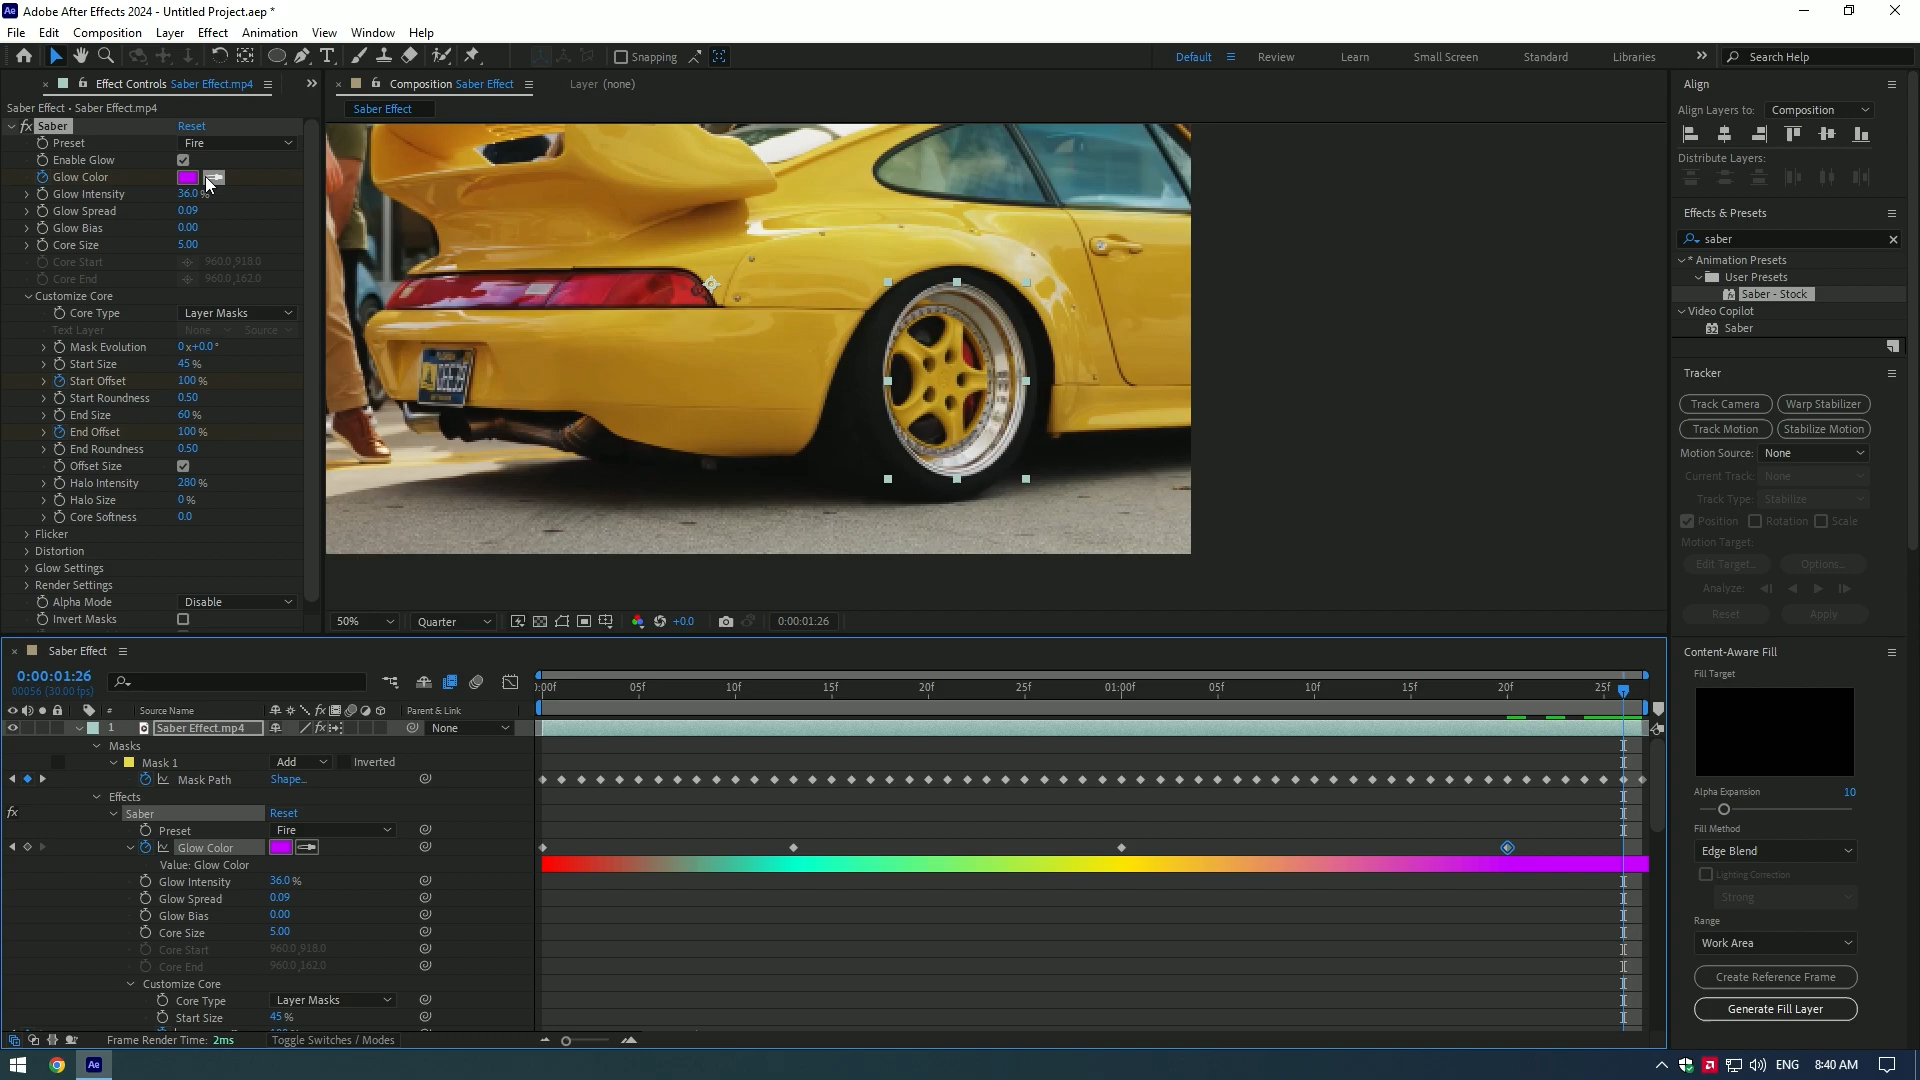 Adobe After Effects 2024 - Untitled Project.aep *
File Edit Composition Layer Effect Animation View Window Help
Snapping
Default Review Learn Small Screen Standard Libraries
Search Help
Effect Controls Saber Effect.mp4
Saber Effect • Saber Effect.mp4
fx Saber Reset
Preset Fire
Enable Glow
Glow Color
Glow Intensity 36.0 %
Glow Spread 0.09
Glow Bias 0.00
Core Size 5.00
Core Start 960.0,918.0
Core End 960.0,162.0
Customize Core
Core Type Layer Masks
Text Layer None Source
Mask Evolution 0x+0.0°
Start Size 45 %
Start Offset 100 %
Start Roundness 0.50
End Size 60 %
End Offset 100 %
End Roundness 0.50
Offset Size
Halo Intensity 280 %
Halo Size 0 %
Core Softness 0.0
Flicker
Distortion
Glow Settings
Render Settings
Alpha Mode Disable
Invert Masks
Composition Saber Effect
Layer (none)
Saber Effect
50% Quarter +0.0 0:00:01:26
Align
Align Layers to: Composition
Distribute Layers:
Effects & Presets
saber
* Animation Presets
User Presets
Saber - Stock
Video Copilot
Saber
Tracker
Track Camera Warp Stabilizer
Track Motion Stabilize Motion
Motion Source: None
Current Track: None
Track Type: Stabilize
Position Rotation Scale
Motion Target:
Edit Target... Options...
Analyze:
Reset Apply
Content-Aware Fill
Fill Target
Alpha Expansion 10
Fill Method
Edge Blend
Lighting Correction
Strong
Range
Work Area
Create Reference Frame
Generate Fill Layer
Saber Effect
0:00:01:26
00056 (30.00 fps)
:00f 05f 10f 15f 20f 25f 01:00f 05f 10f 15f 20f 25f
# Source Name Parent & Link
1 Saber Effect.mp4 None
Masks
Mask 1 Add Inverted
Mask Path Shape...
Effects
fx Saber Reset
Preset Fire
Glow Color
Value: Glow Color
Glow Intensity 36.0 %
Glow Spread 0.09
Glow Bias 0.00
Core Size 5.00
Core Start 960.0,918.0
Core End 960.0,162.0
Customize Core
Core Type Layer Masks
Start Size 45 %
Frame Render Time: 2ms
Toggle Switches / Modes
ENG 8:40 AM